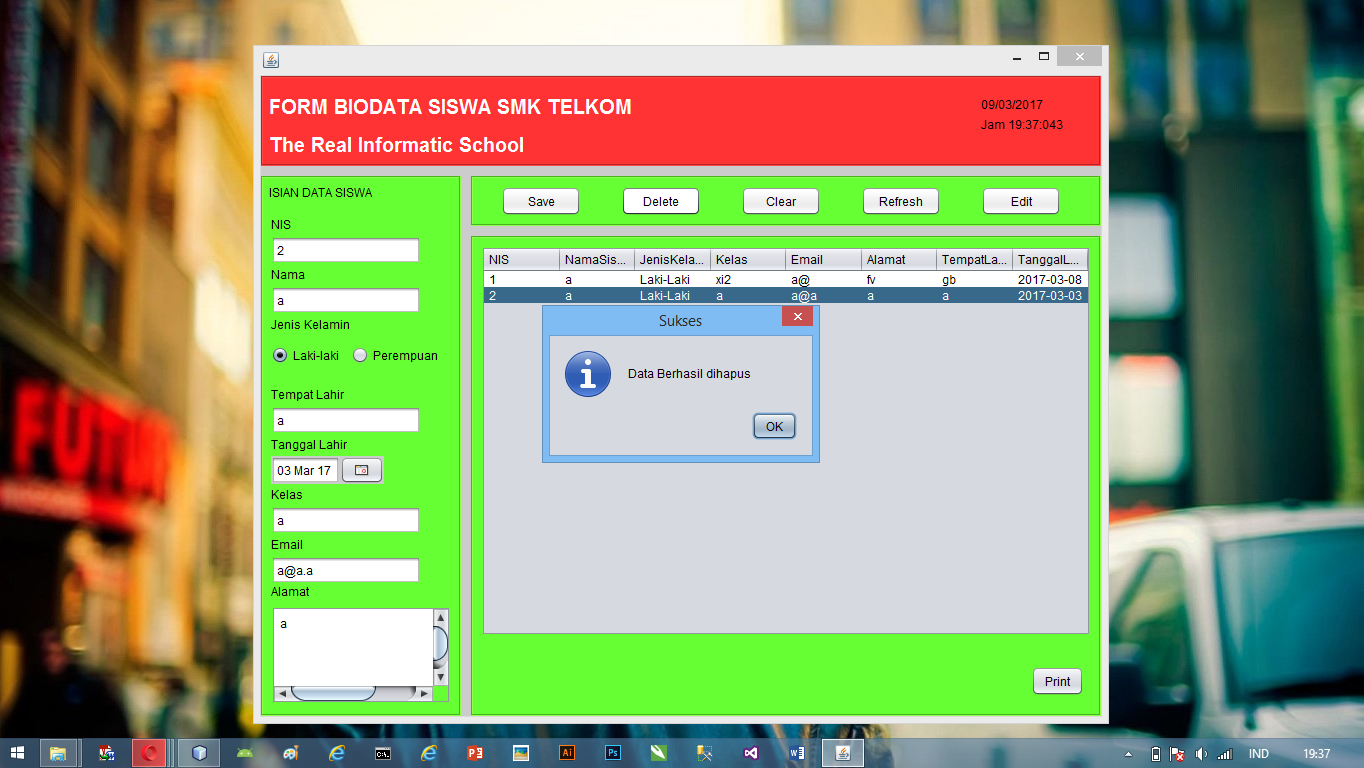 FORM BIODATA SISWA SMK TELKOM
The Real Informatic School
09/03/2017
Jam 19:37:043
ISIAN DATA SISWA
NIS
2
Nama
a
Jenis Kelamin
Laki-laki Perempuan
Tempat Lahir
a
Tanggal Lahir
03 Mar 17
Kelas
a
Email
a@a.a
Alamat
a
Save Delete Clear Refresh Edit
NIS NamaSis... JenisKela... Kelas Email Alamat TempatLa... TanggalL...
1 a Laki-Laki xi2 a@ fv gb 2017-03-08
2 a Laki-Laki a a@a a a 2017-03-03
Sukses
Data Berhasil dihapus
OK
Print
IND 19:37